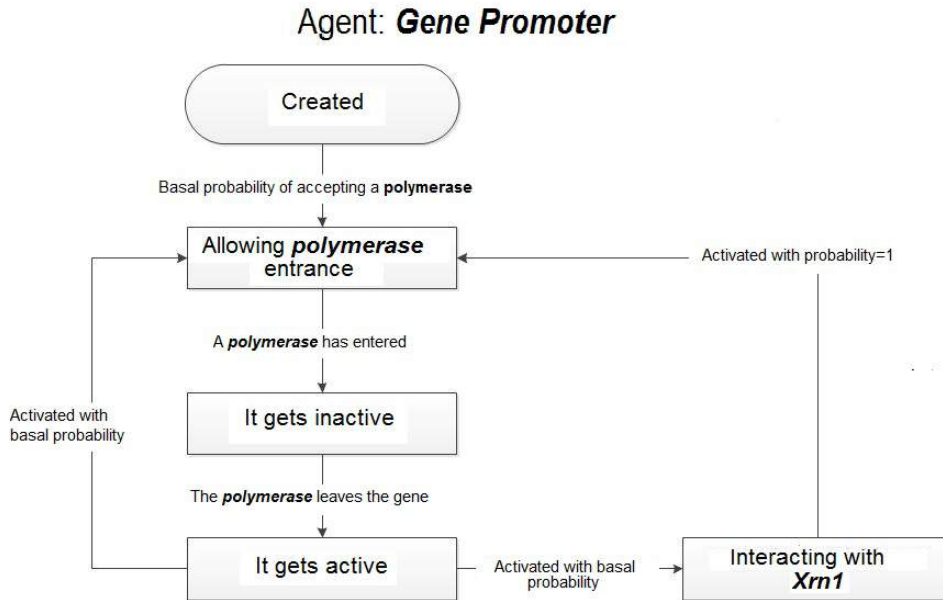 Agent: Gene Promoter
Created
Basal probability of accepting a polymerase
Allowing polymerase
entrance
Activated with probability=1
A polymerase has entered
Activated with
basal probability
It gets inactive
The polymerase leaves the gene
It gets active
Activated with basal
probability
Interacting with
Xrn1